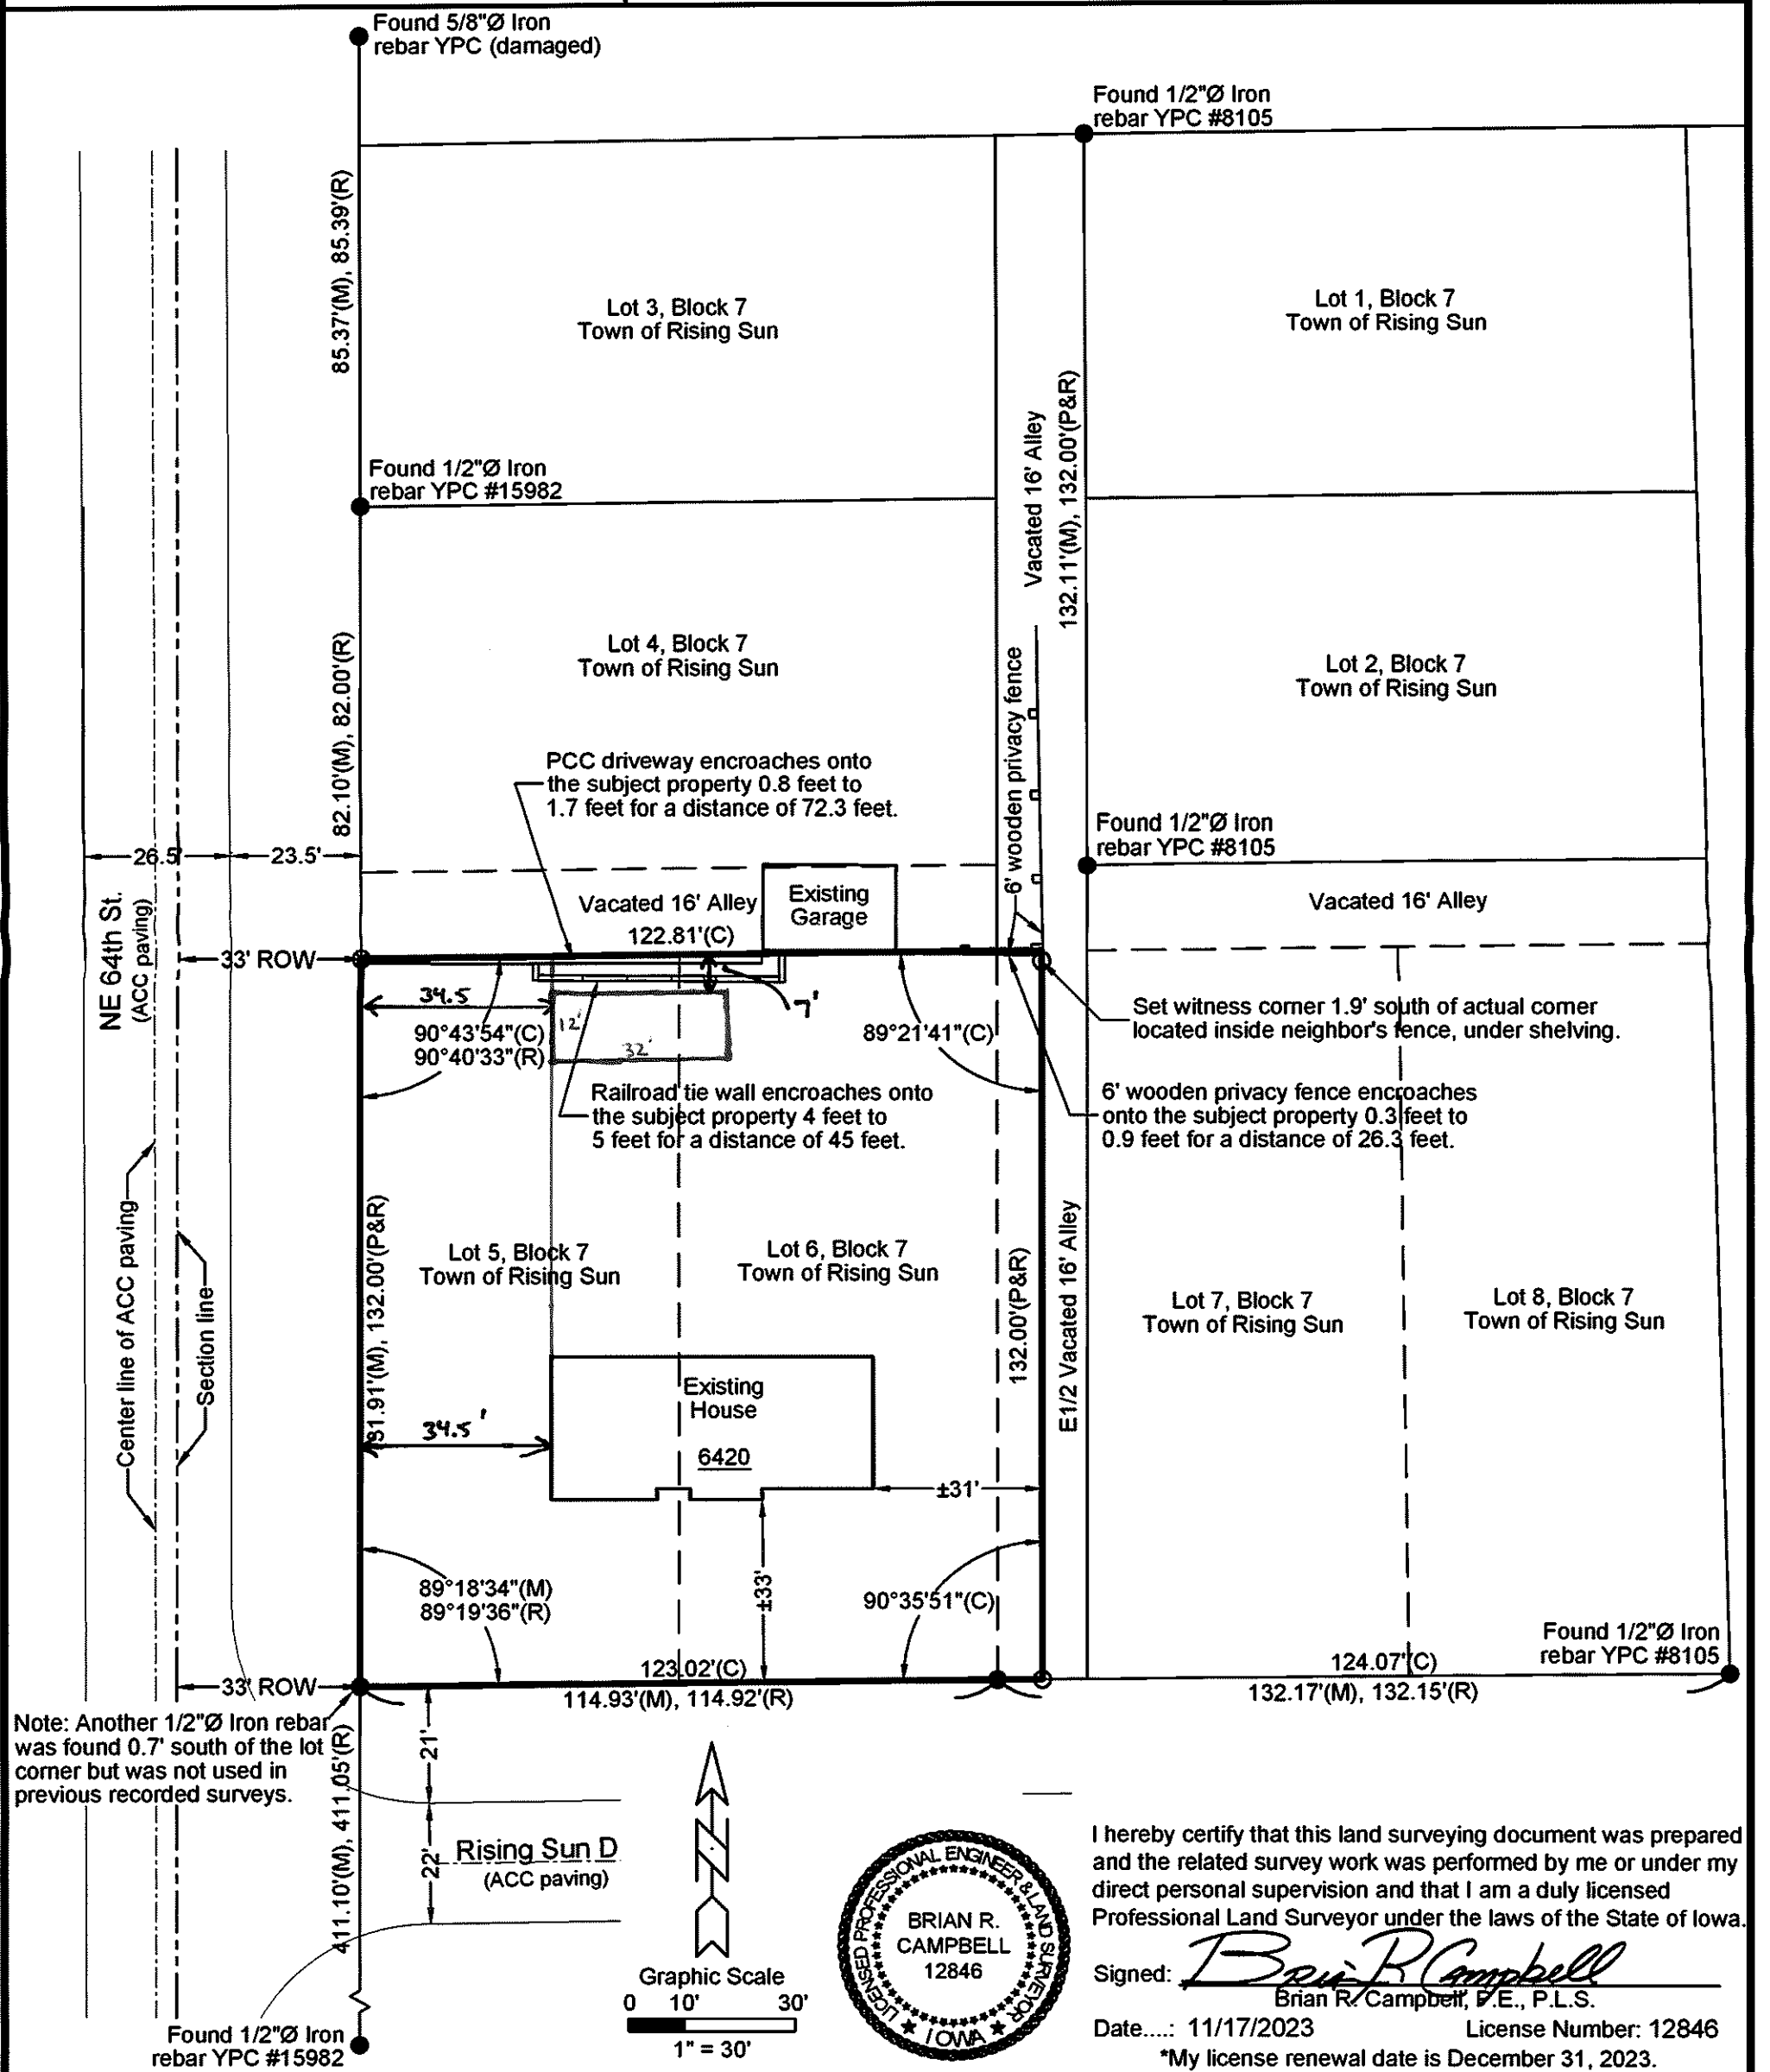 Found 5/8"Ø Iron
rebar YPC (damaged)
Found 1/2"Ø Iron
rebar YPC #8105
85.37'(M), 85.39'(R)
Lot 3, Block 7
Town of Rising Sun
Lot 1, Block 7
Town of Rising Sun
Vacated 16' Alley
132.11'(M), 132.00'(P&R)
Found 1/2"Ø Iron
rebar YPC #15982
82.10'(M), 82.00'(R)
Lot 4, Block 7
Town of Rising Sun
6' wooden privacy fence
Lot 2, Block 7
Town of Rising Sun
PCC driveway encroaches onto
the subject property 0.8 feet to
1.7 feet for a distance of 72.3 feet.
Found 1/2"Ø Iron
rebar YPC #8105
26.5'
23.5'
NE 64th St.
(ACC paving)
Vacated 16' Alley
Existing
Garage
Vacated 16' Alley
122.81'(C)
33' ROW
34.5
7'
12'
32'
90°43'54"(C)
90°40'33"(R)
89°21'41"(C)
Set witness corner 1.9' south of actual corner
located inside neighbor's fence, under shelving.
Railroad tie wall encroaches onto
the subject property 4 feet to
5 feet for a distance of 45 feet.
6' wooden privacy fence encroaches
onto the subject property 0.3 feet to
0.9 feet for a distance of 26.3 feet.
Center line of ACC paving
Section line
131.91'(M), 132.00'(P&R)
Lot 5, Block 7
Town of Rising Sun
Lot 6, Block 7
Town of Rising Sun
132.00'(P&R)
E1/2 Vacated 16' Alley
Lot 7, Block 7
Town of Rising Sun
Lot 8, Block 7
Town of Rising Sun
Existing
House
6420
34.5'
±31'
±33'
89°18'34"(M)
89°19'36"(R)
90°35'51"(C)
Found 1/2"Ø Iron
rebar YPC #8105
33' ROW
123.02'(C)
114.93'(M), 114.92'(R)
124.07'(C)
132.17'(M), 132.15'(R)
Note: Another 1/2"Ø Iron rebar
was found 0.7' south of the lot
corner but was not used in
previous recorded surveys.
411.10'(M), 411.05'(R)
21'
22'
Rising Sun D
(ACC paving)
N
Graphic Scale
0 10' 30'
1" = 30'
Found 1/2"Ø Iron
rebar YPC #15982
LICENSED PROFESSIONAL ENGINEER & LAND SURVEYOR
BRIAN R.
CAMPBELL
12846
IOWA
I hereby certify that this land surveying document was prepared
and the related survey work was performed by me or under my
direct personal supervision and that I am a duly licensed
Professional Land Surveyor under the laws of the State of Iowa.
Signed: Brian R Campbell
Brian R. Campbell, P.E., P.L.S.
Date....: 11/17/2023 License Number: 12846
*My license renewal date is December 31, 2023.